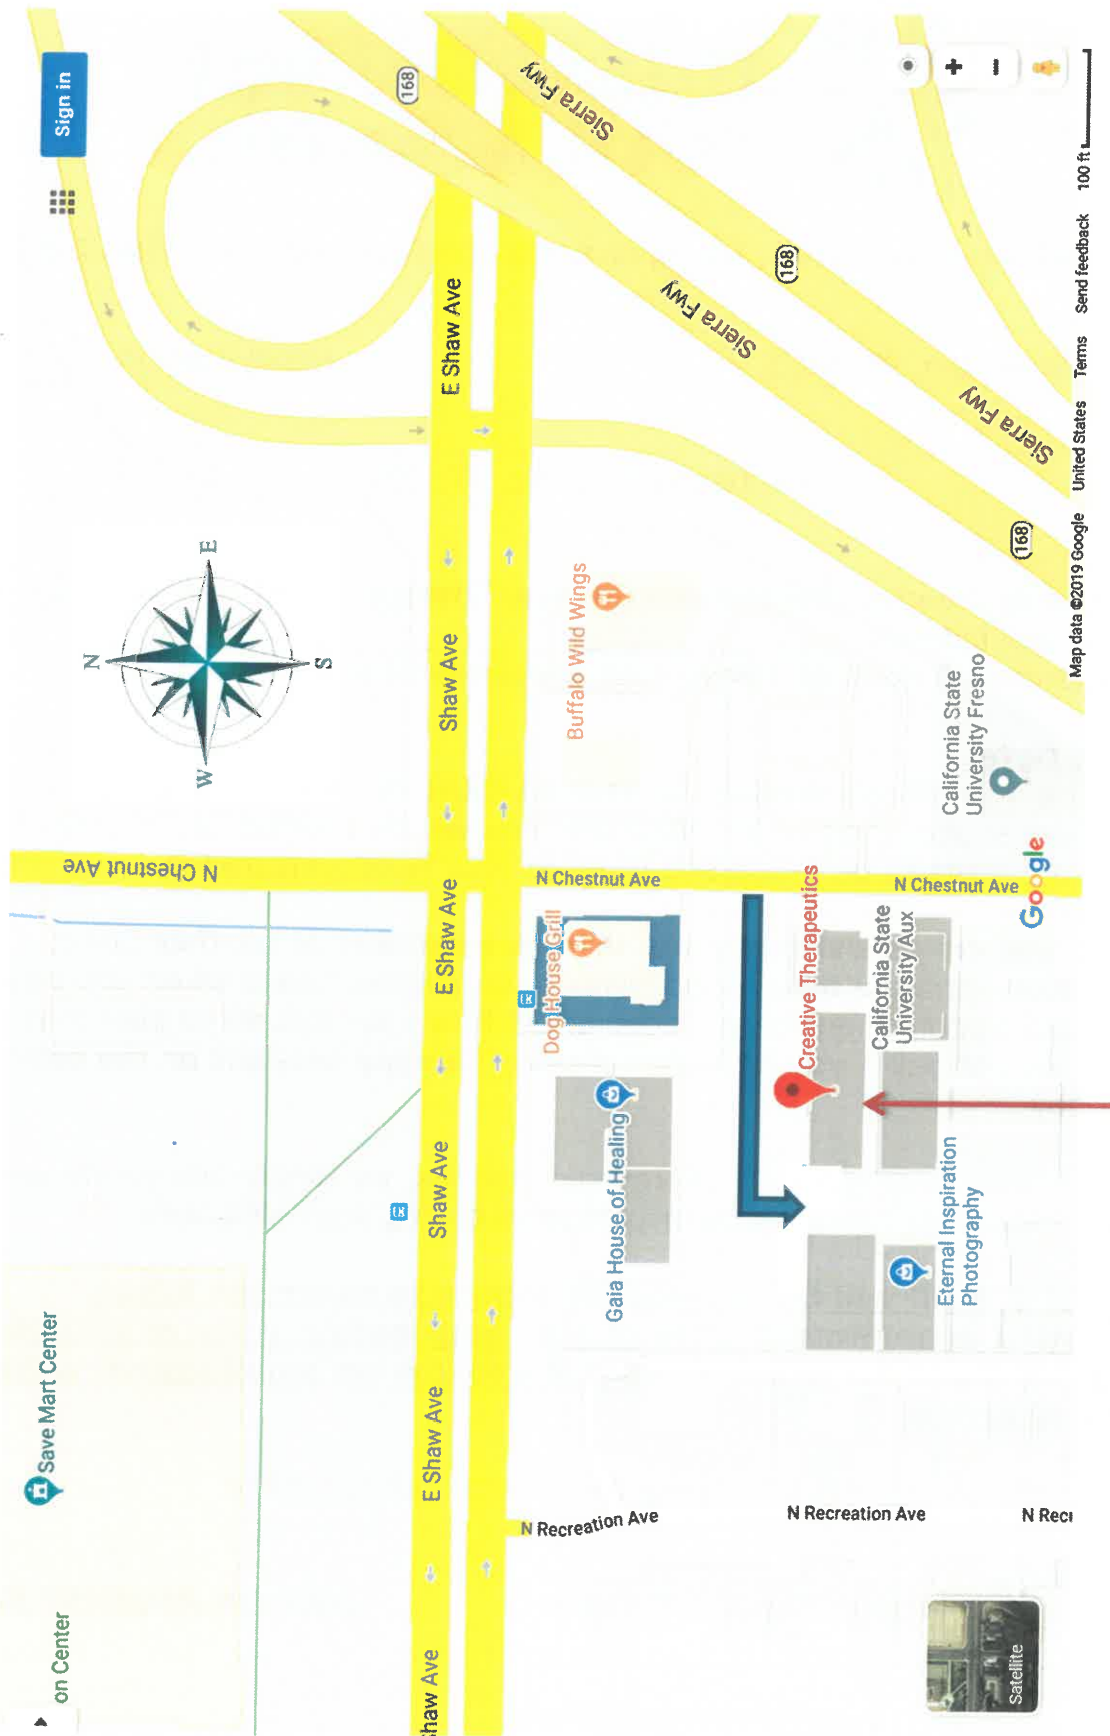 on Center
Save Mart Center
Sign in
N
W
E
S
N Chestnut Ave
168
shaw Ave
E Shaw Ave
Shaw Ave
E Shaw Ave
Shaw Ave
E Shaw Ave
Sierra Fwy
N Recreation Ave
Gaia House of Healing
Dog House Grill
N Chestnut Ave
Buffalo Wild Wings
Sierra Fwy
168
N Recreation Ave
Creative Therapeutics
California State
University Aux
N Chestnut Ave
Eternal Inspiration
Photography
California State
University Fresno
Sierra Fwy
168
Satellite
N Recr
Google
Map data ©2019 Google
United States
Terms
Send feedback
100 ft